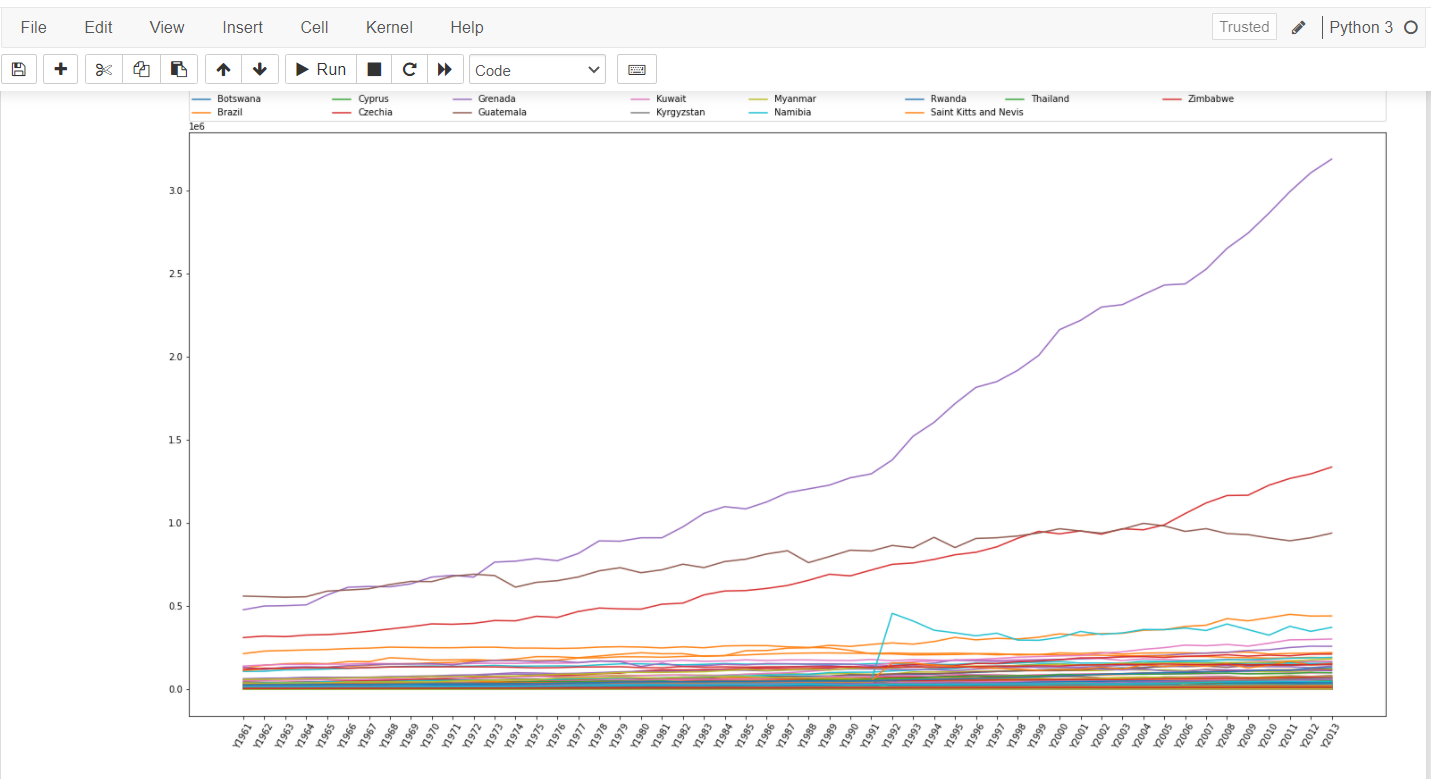 File Edit View Insert Cell Kernel Help Trusted Python 3
Run Code
Botswana Cyprus Grenada Kuwait Myanmar Rwanda Thailand Zimbabwe
Brazil Czechia Guatemala Kyrgyzstan Namibia Saint Kitts and Nevis
1e6
3.0
2.5
2.0
1.5
1.0
0.5
0.0
Y1961 Y1962 Y1963 Y1964 Y1965 Y1966 Y1967 Y1968 Y1969 Y1970 Y1971 Y1972 Y1973 Y1974 Y1975 Y1976 Y1977 Y1978 Y1979 Y1980 Y1981 Y1982 Y1983 Y1984 Y1985 Y1986 Y1987 Y1988 Y1989 Y1990 Y1991 Y1992 Y1993 Y1994 Y1995 Y1996 Y1997 Y1998 Y1999 Y2000 Y2001 Y2002 Y2003 Y2004 Y2005 Y2006 Y2007 Y2008 Y2009 Y2010 Y2011 Y2012 Y2013